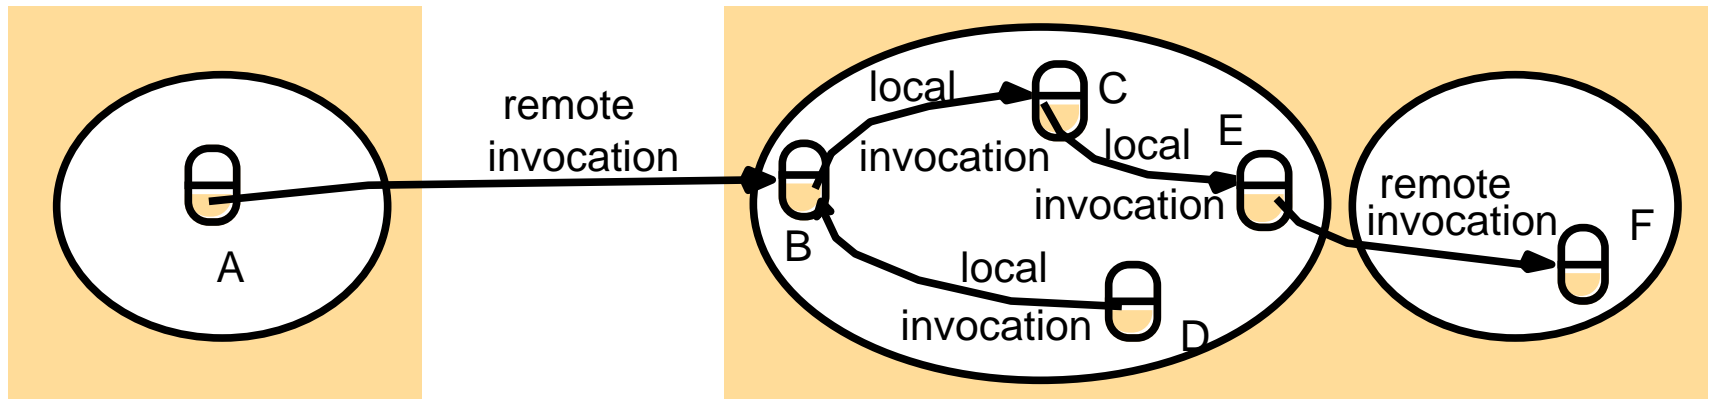 remote
invocation
A
local
invocation
C
local
invocation
E
B
local
invocation
D
remote
invocation
F